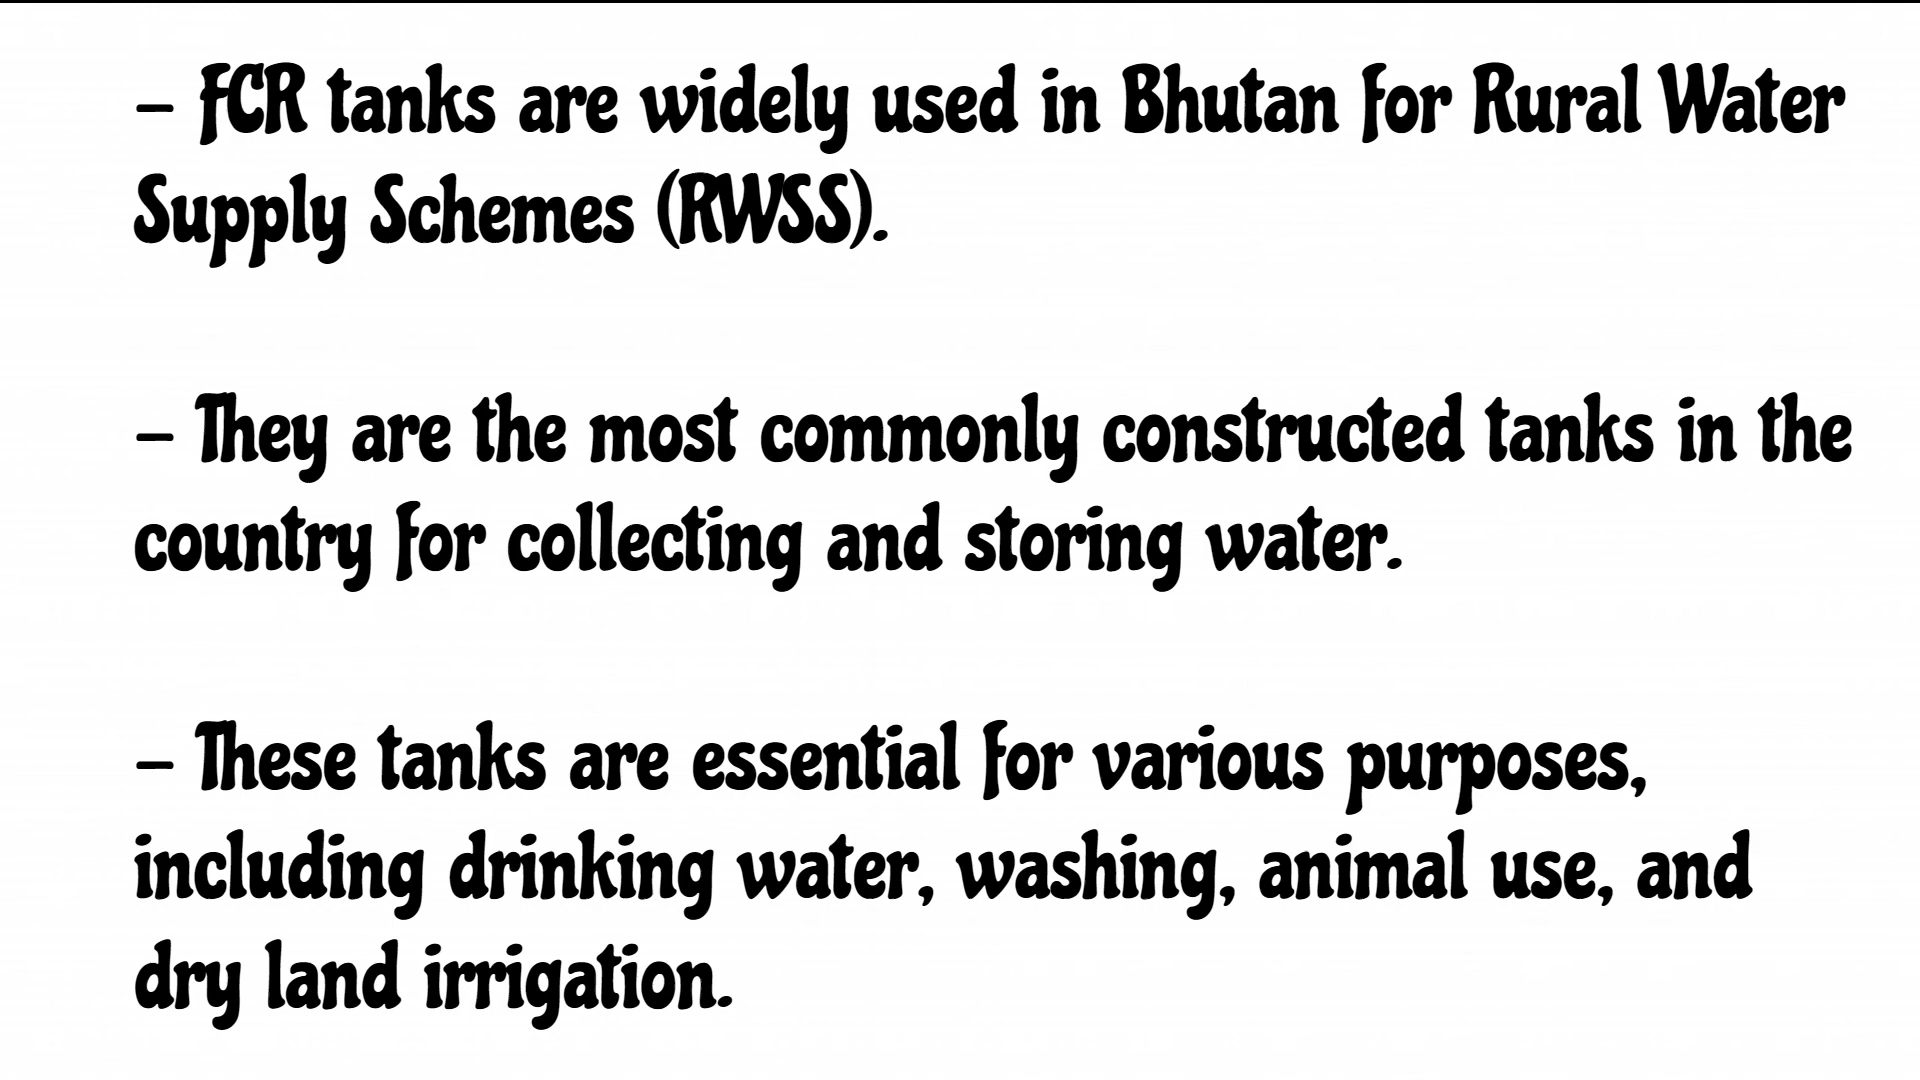 – FCR tanks are widely used in Bhutan for Rural Water
Supply Schemes (RWSS).
– They are the most commonly constructed tanks in the
country for collecting and storing water.
– These tanks are essential for various purposes,
including drinking water, washing, animal use, and
dry land irrigation.